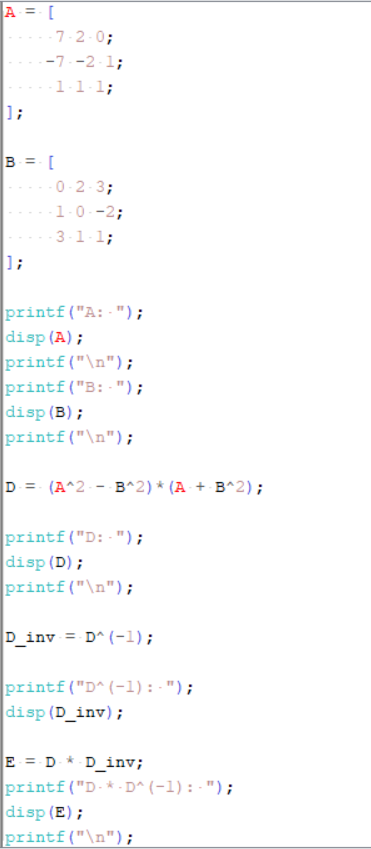 A = [
     7 2 0;
    -7 -2 1;
     1 1 1;
];

B = [
     0 2 3;
     1 0 -2;
     3 1 1;
];

printf("A: ");
disp(A);
printf("\n");
printf("B: ");
disp(B);
printf("\n");

D = (A^2 - B^2)*(A + B^2);

printf("D: ");
disp(D);
printf("\n");

D_inv = D^(-1);

printf("D^(-1): ");
disp(D_inv);

E = D * D_inv;
printf("D * D^(-1): ");
disp(E);
printf("\n");